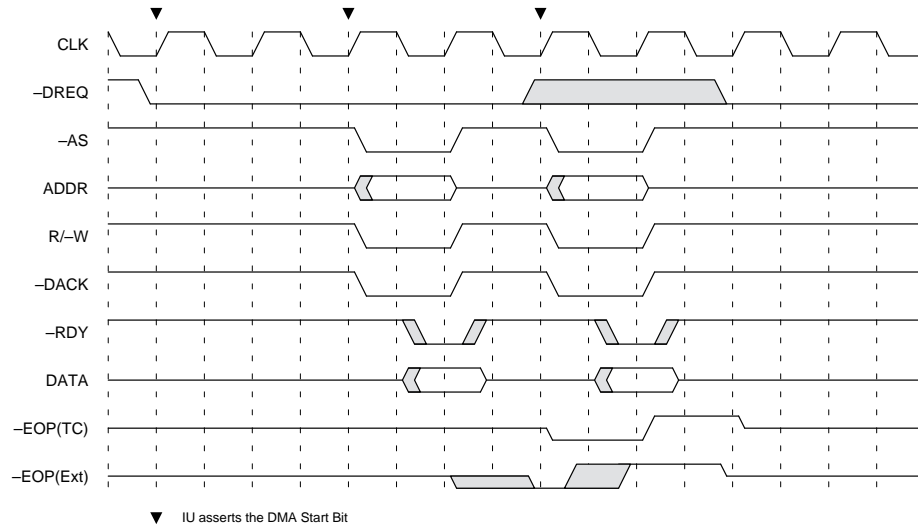 CLK
–DREQ
–AS
ADDR
R/–W
–DACK
–RDY
DATA
–EOP(TC)
–EOP(Ext)
▼ IU asserts the DMA Start Bit